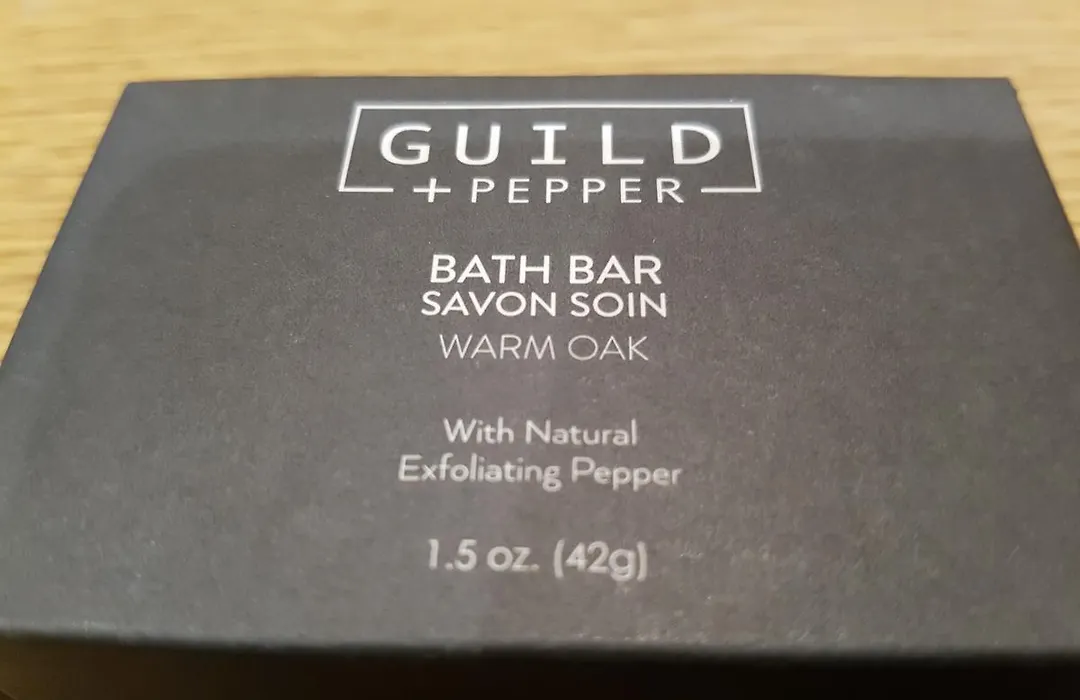 GUILD
+ PEPPER
BATH BAR
SAVON SOIN
WARM OAK
With Natural
Exfoliating Pepper
1.5 oz. (42g)